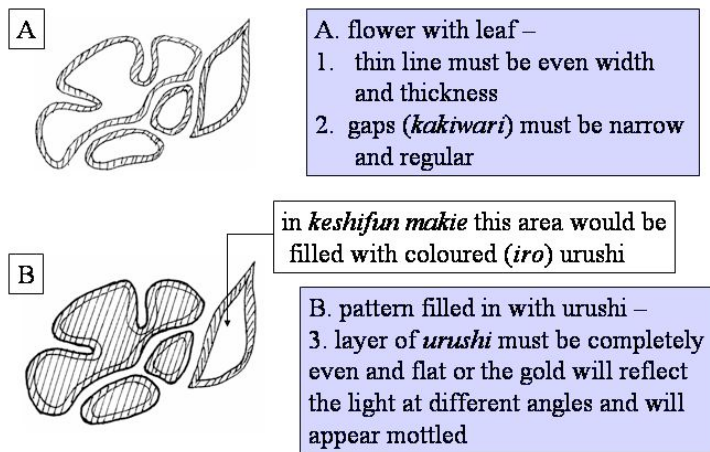 A
A. flower with leaf –
1. thin line must be even width
and thickness
2. gaps (kakiwari) must be narrow
and regular
in keshifun makie this area would be
filled with coloured (iro) urushi
B
B. pattern filled in with urushi –
3. layer of urushi must be completely
even and flat or the gold will reflect
the light at different angles and will
appear mottled